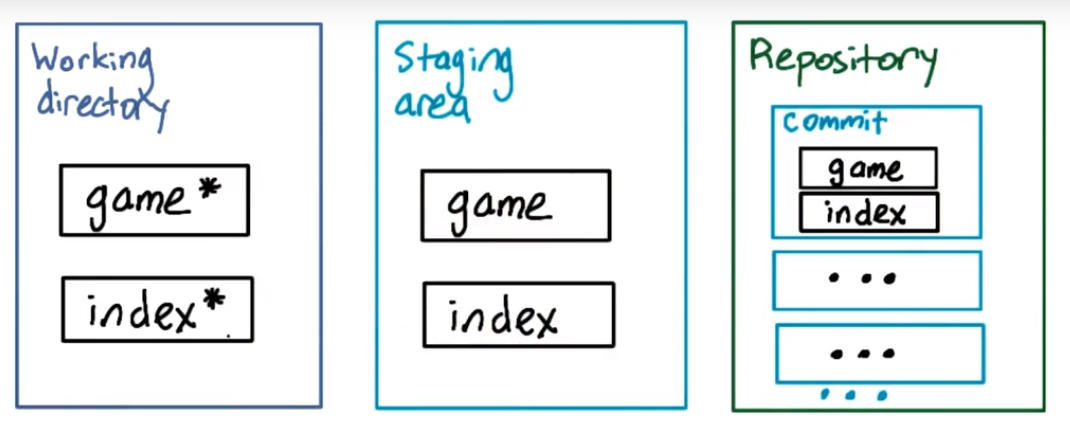 Working
directory
game*
index*
Staging
area
game
index
Repository
commit
game
index
...
...
...